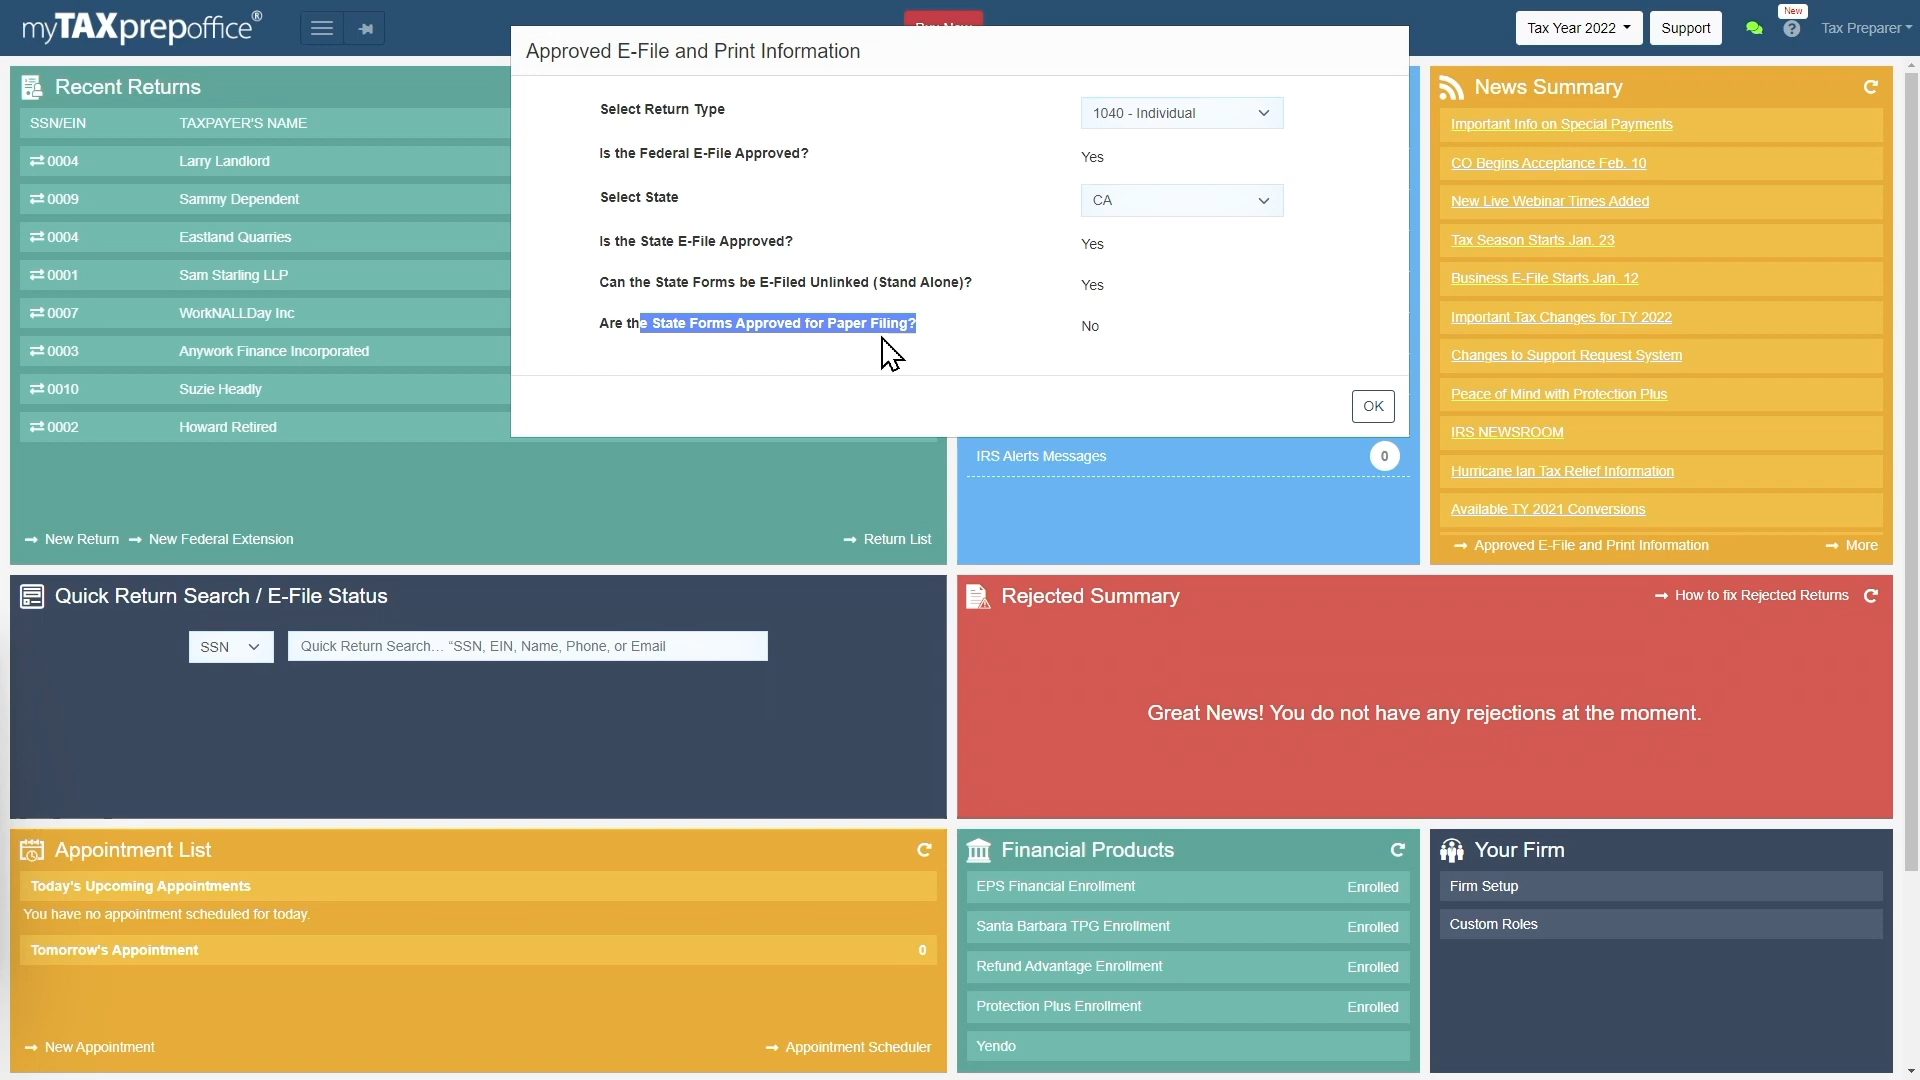 myTAXprepoffice®
Tax Year 2022
Support
New
Tax Preparer
Approved E-File and Print Information
Select Return Type
1040 - Individual
Is the Federal E-File Approved?
Yes
Select State
CA
Is the State E-File Approved?
Yes
Can the State Forms be E-Filed Unlinked (Stand Alone)?
Yes
Are the State Forms Approved for Paper Filing?
No
OK
Recent Returns
SSN/EIN TAXPAYER'S NAME
0004 Larry Landlord
0009 Sammy Dependent
0004 Eastland Quarries
0001 Sam Starling LLP
0007 WorkNALLDay Inc
0003 Anywork Finance Incorporated
0010 Suzie Headly
0002 Howard Retired
New Return New Federal Extension Return List
IRS Alerts Messages 0
News Summary
Important Info on Special Payments
CO Begins Acceptance Feb. 10
New Live Webinar Times Added
Tax Season Starts Jan. 23
Business E-File Starts Jan. 12
Important Tax Changes for TY 2022
Changes to Support Request System
Peace of Mind with Protection Plus
IRS NEWSROOM
Hurricane Ian Tax Relief Information
Available TY 2021 Conversions
Approved E-File and Print Information More
Quick Return Search / E-File Status
SSN
Quick Return Search... "SSN, EIN, Name, Phone, or Email
Rejected Summary
How to fix Rejected Returns
Great News! You do not have any rejections at the moment.
Appointment List
Today's Upcoming Appointments
You have no appointment scheduled for today.
Tomorrow's Appointment 0
New Appointment Appointment Scheduler
Financial Products
EPS Financial Enrollment Enrolled
Santa Barbara TPG Enrollment Enrolled
Refund Advantage Enrollment Enrolled
Protection Plus Enrollment Enrolled
Yendo
Your Firm
Firm Setup
Custom Roles